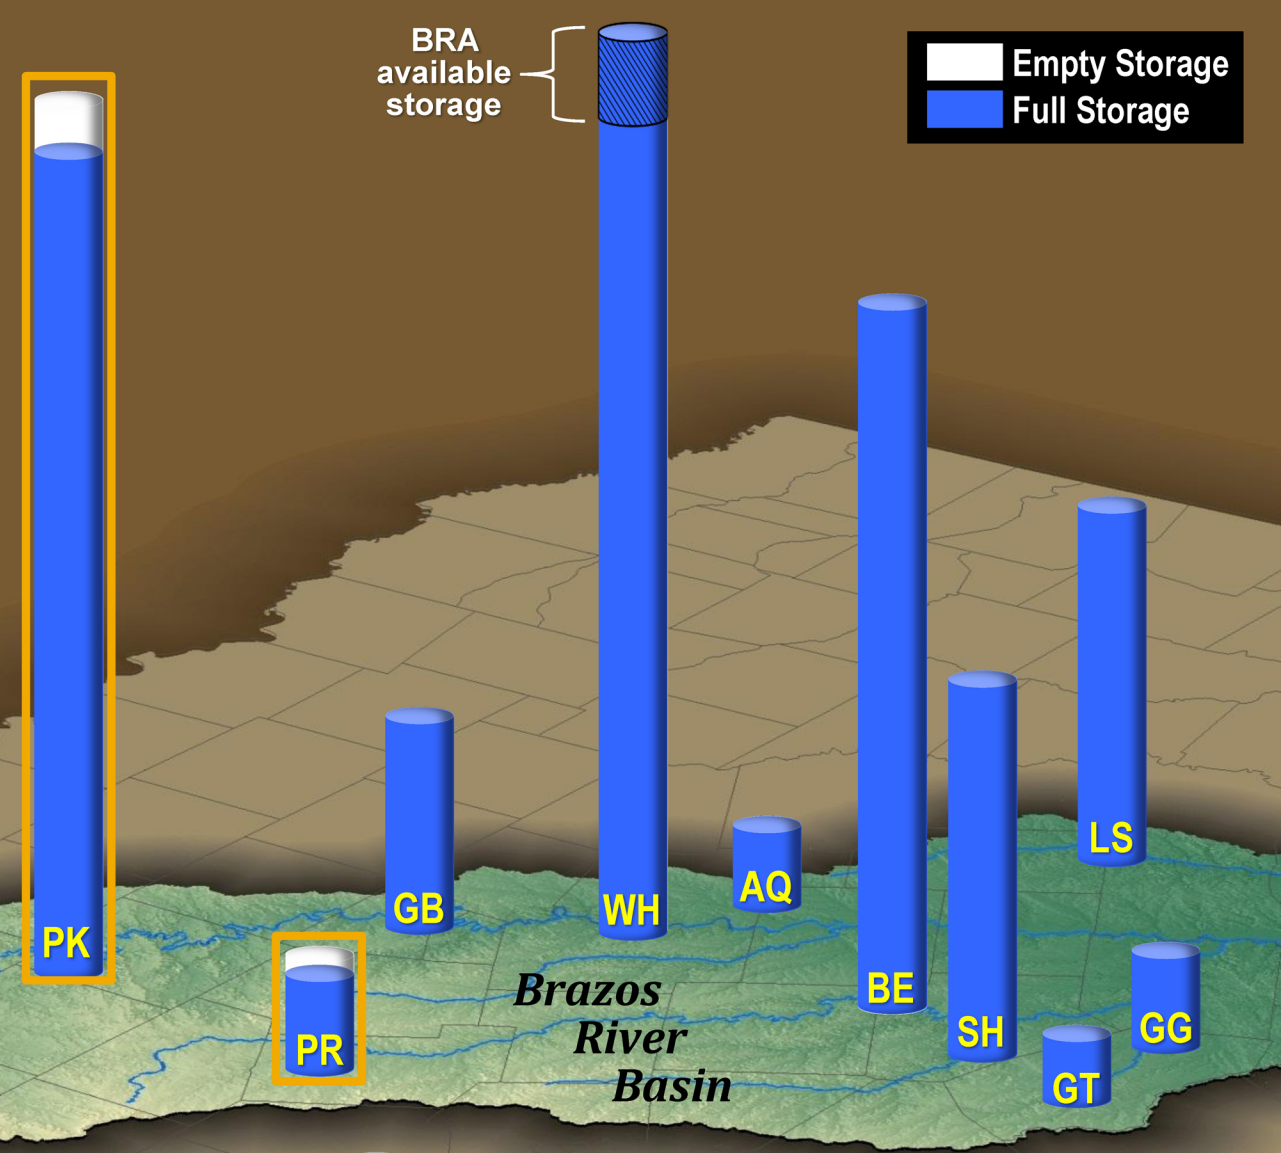 BRA
available
storage
Empty Storage
Full Storage
PK
GB
WH
AQ
LS
PR
BE
SH
GG
GT
Brazos
River
Basin